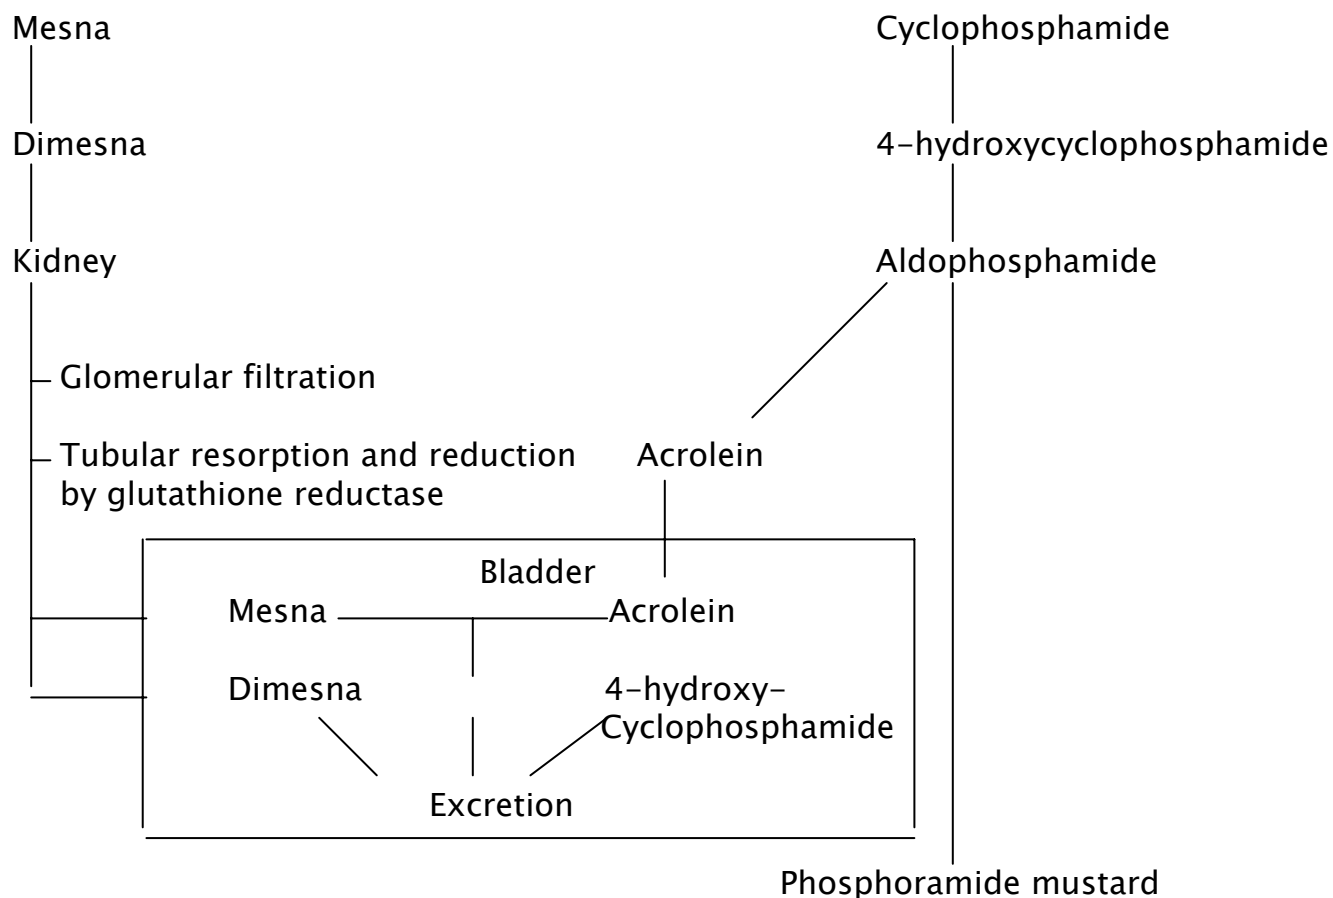 Mesna
Cyclophosphamide
Dimesna
4-hydroxycyclophosphamide
Kidney
Aldophosphamide
Glomerular filtration
Tubular resorption and reduction
by glutathione reductase
Acrolein
Bladder
Mesna
Acrolein
Dimesna
4-hydroxy-
Cyclophosphamide
Excretion
Phosphoramide mustard